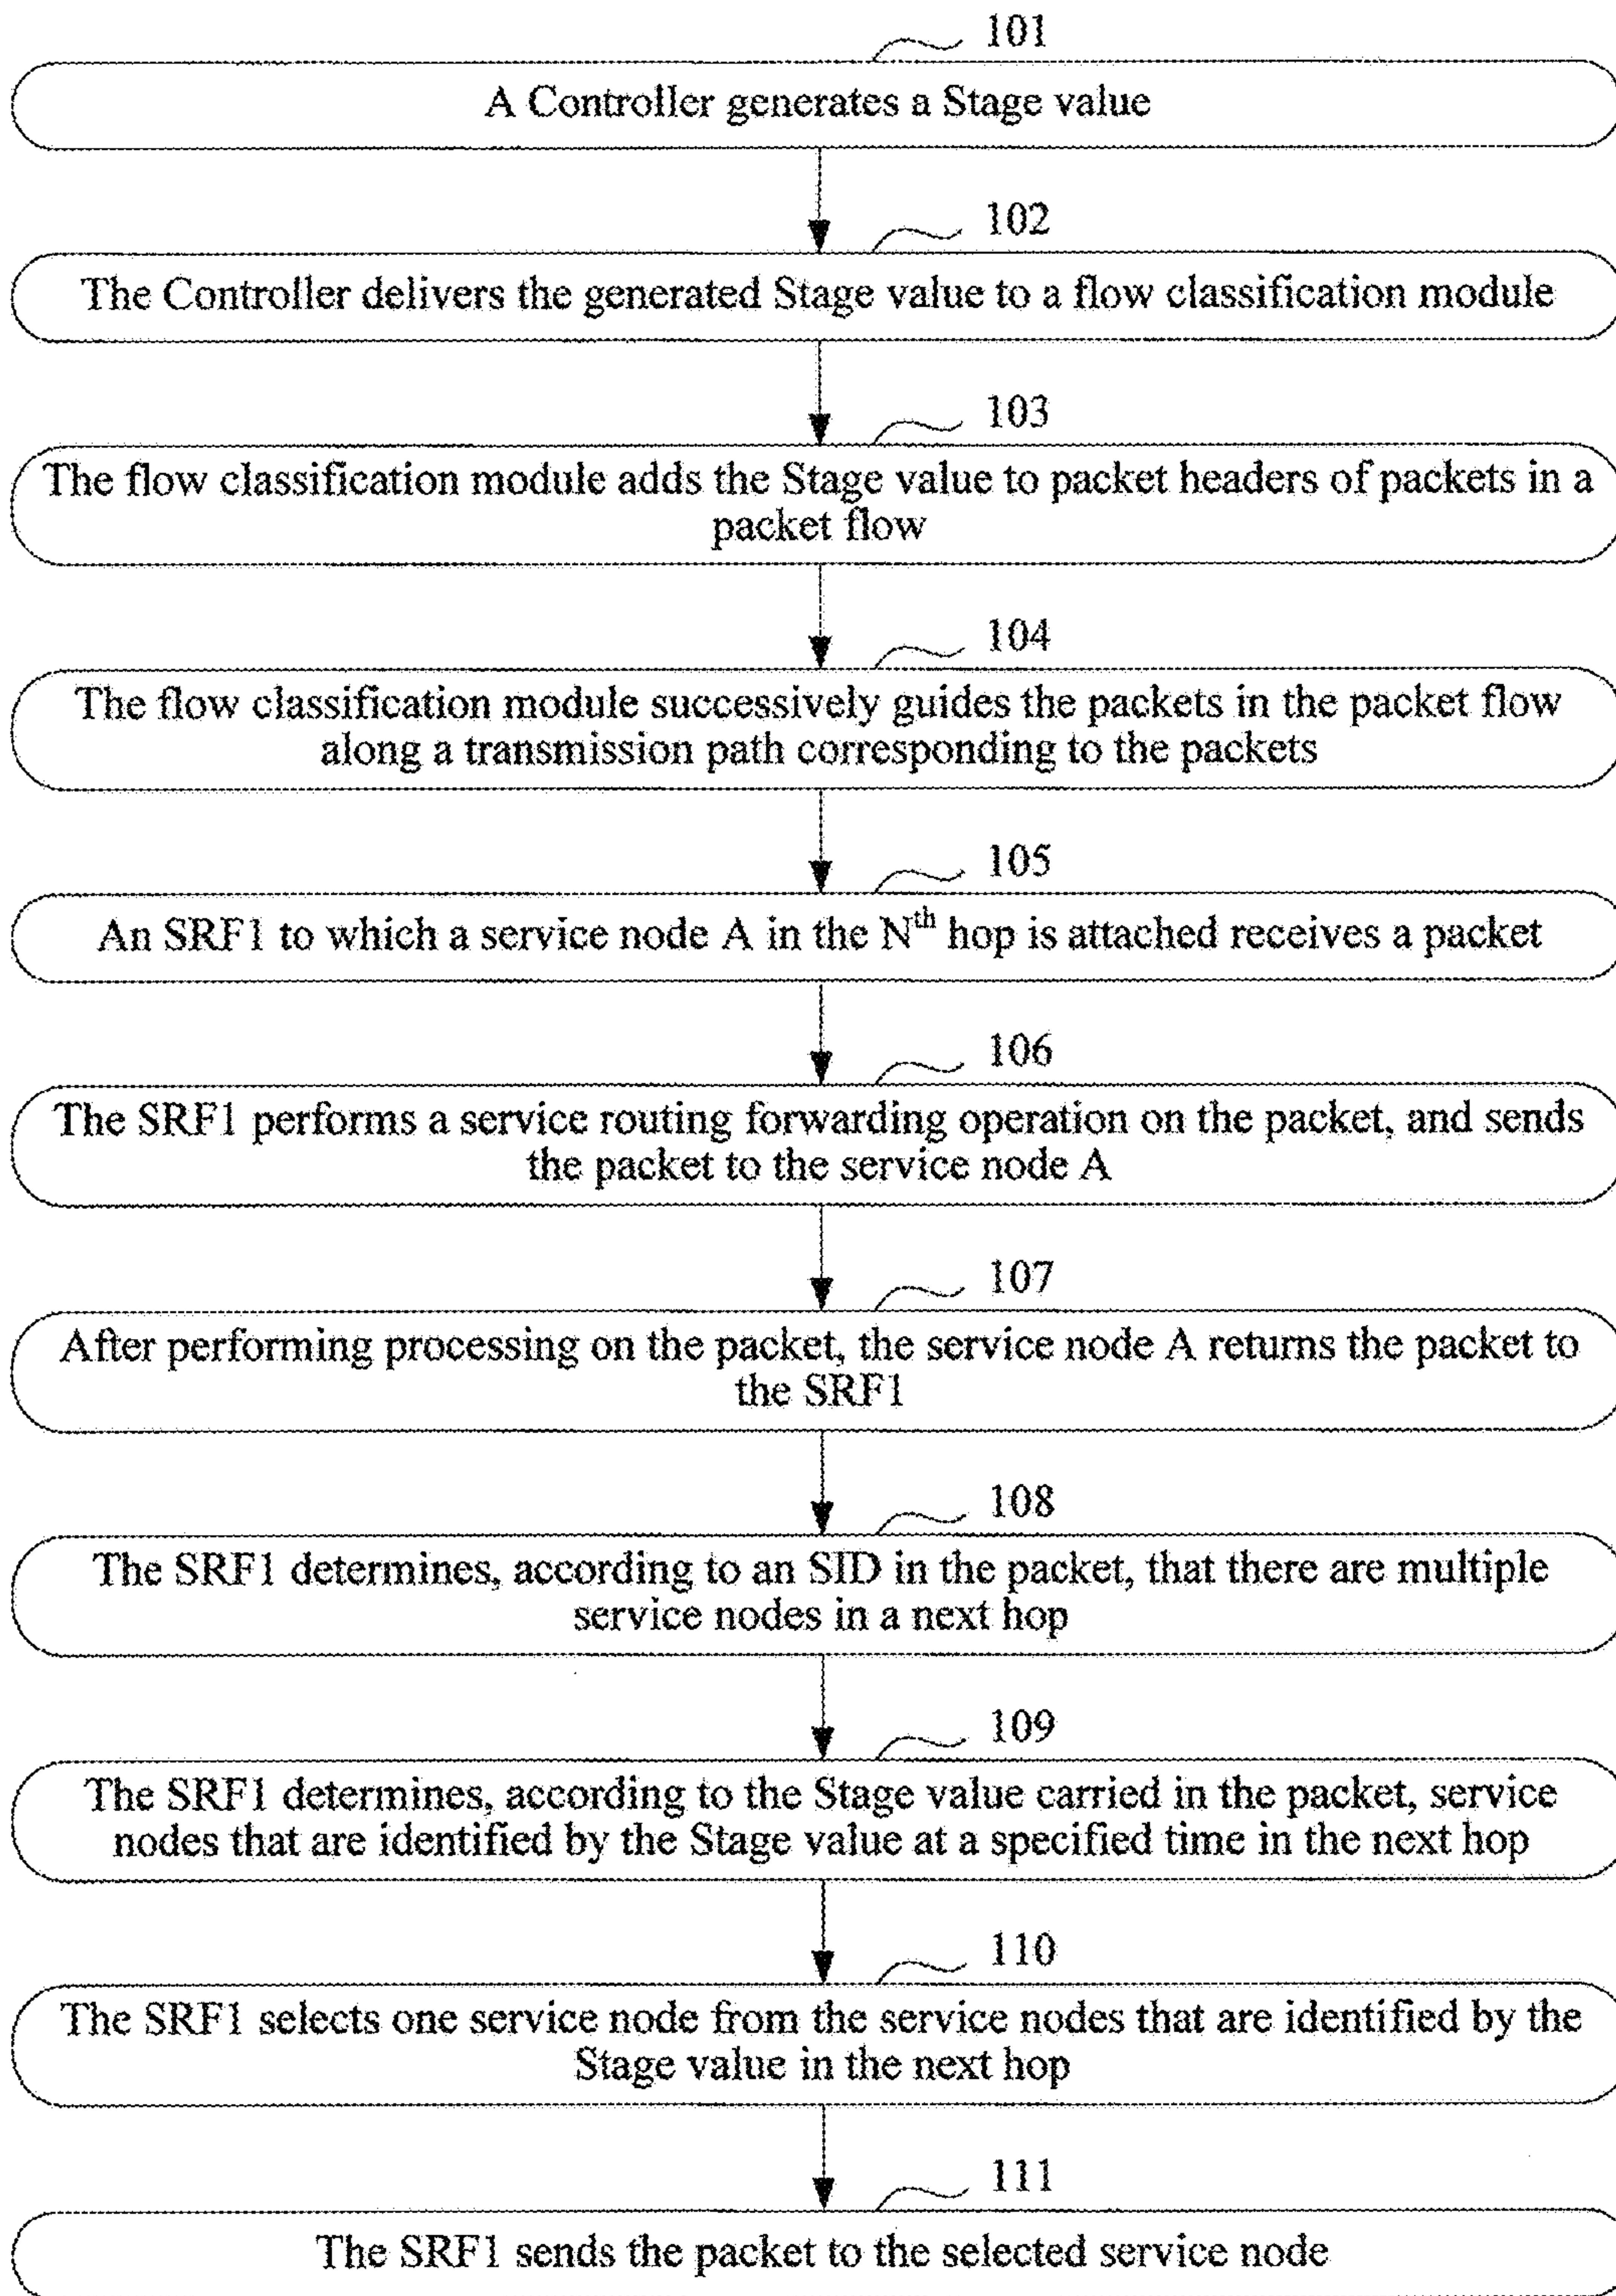 101
A Controller generates a Stage value
102
The Controller delivers the generated Stage value to a flow classification module
103
The flow classification module adds the Stage value to packet headers of packets in a
packet flow
104
The flow classification module successively guides the packets in the packet flow
along a transmission path corresponding to the packets
105
An SRF1 to which a service node A in the Nth hop is attached receives a packet
106
The SRF1 performs a service routing forwarding operation on the packet, and sends
the packet to the service node A
107
After performing processing on the packet, the service node A returns the packet to
the SRF1
108
The SRF1 determines, according to an SID in the packet, that there are multiple
service nodes in a next hop
109
The SRF1 determines, according to the Stage value carried in the packet, service
nodes that are identified by the Stage value at a specified time in the next hop
110
The SRF1 selects one service node from the service nodes that are identified by the
Stage value in the next hop
111
The SRF1 sends the packet to the selected service node